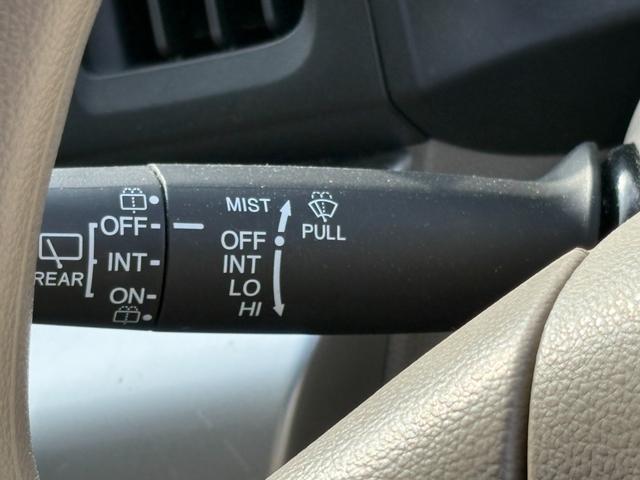 OFF
INT
ON
REAR
MIST
OFF
INT
LO
HI
PULL